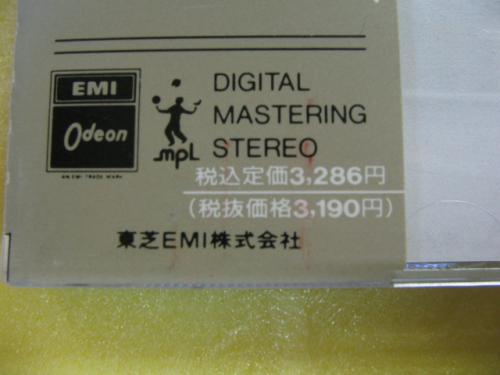 EMI
Odeon
AN EMI TRADE MARK
mpL
DIGITAL
MASTERING
STEREO
税込定価3,286円
(税抜価格3,190円)
東芝EMI株式会社